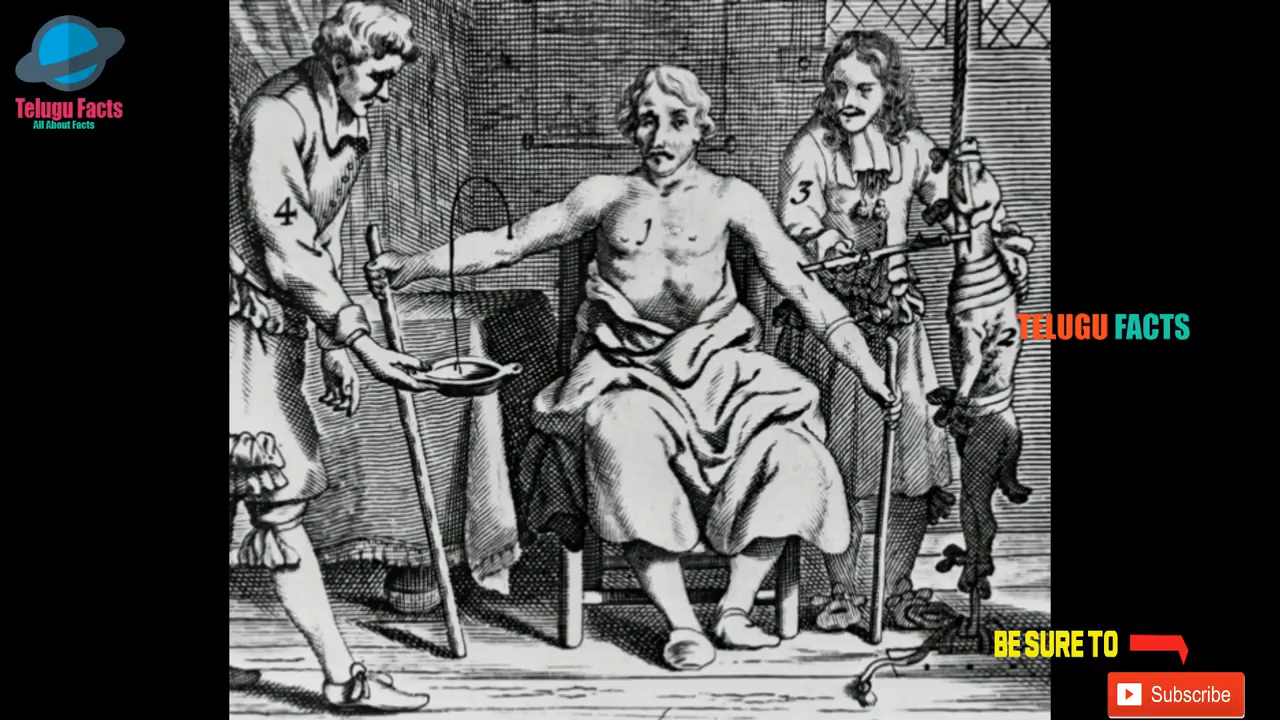 Telugu Facts
All About Facts
4
1
3
2
TELUGU FACTS
BE SURE TO
Subscribe